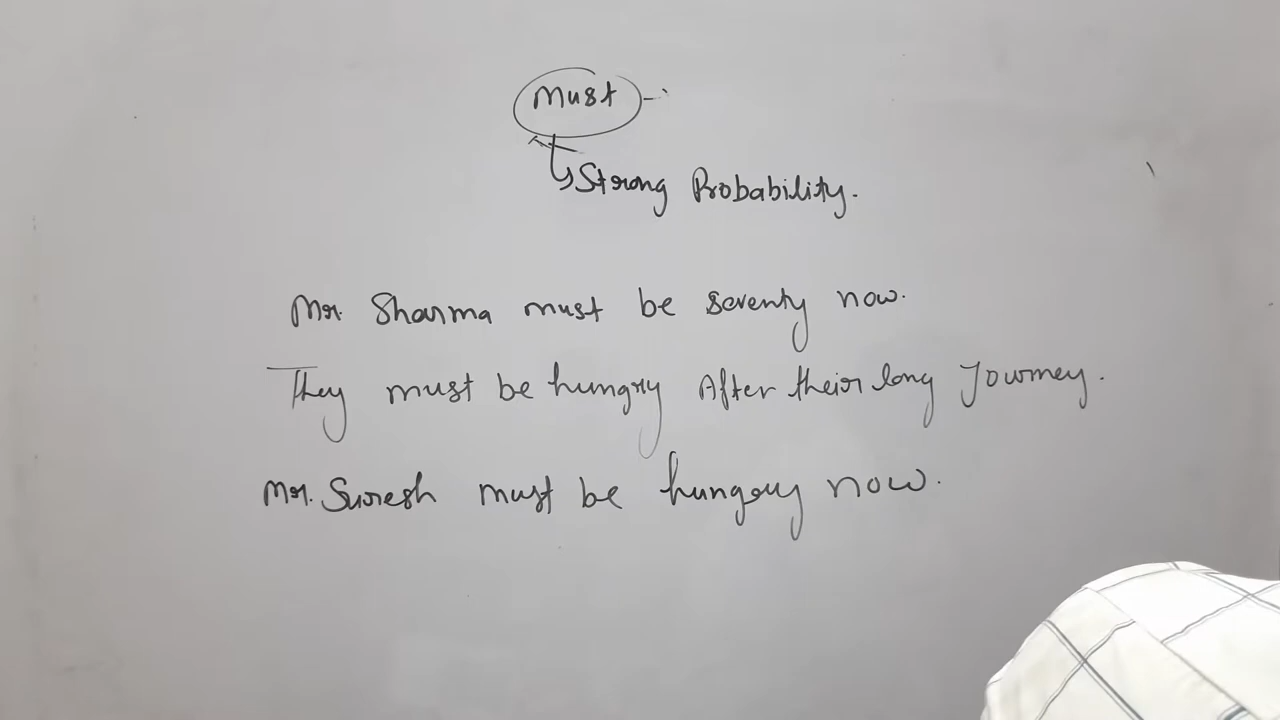 Must -
Strong Probability.
Mr. Sharma must be seventy now.
They must be hungry After their long Journey.
Mr. Suresh must be hungry now.